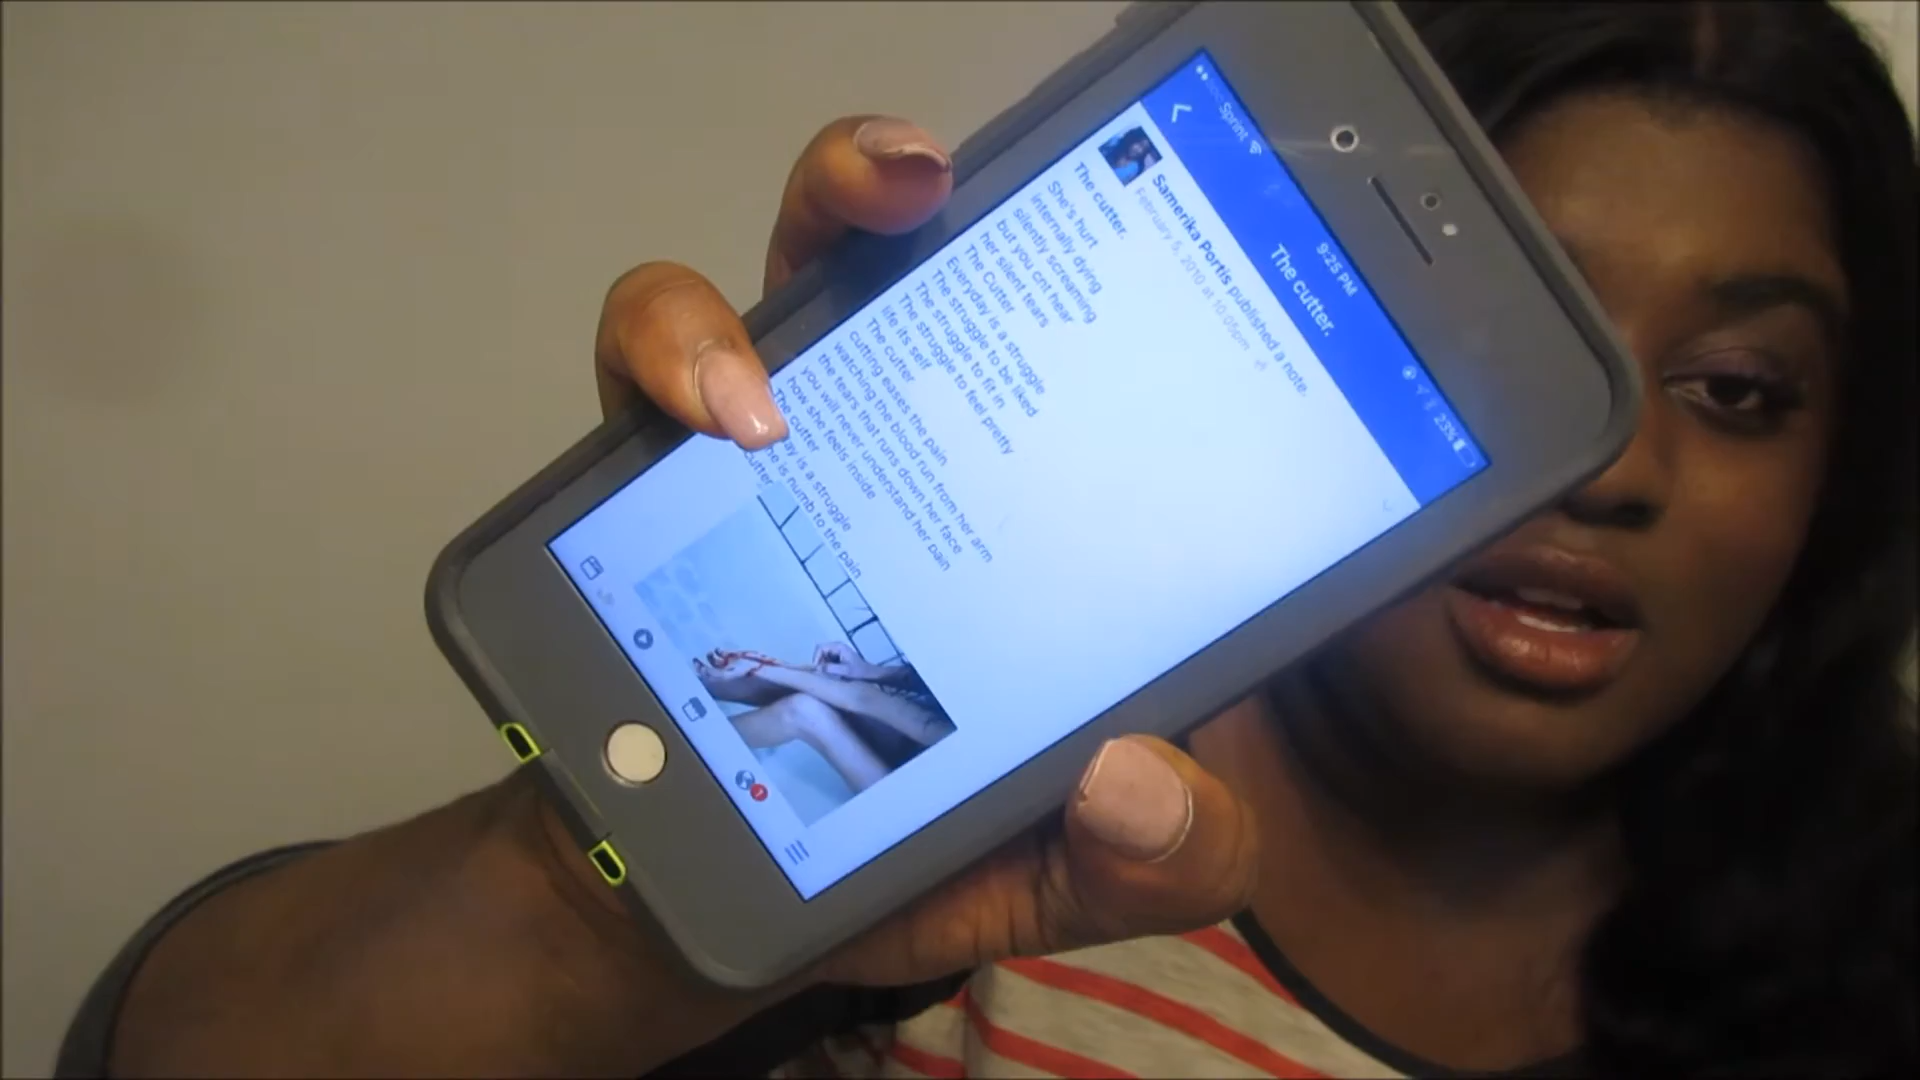 Sprint
9:25 PM
23%
The cutter.
Samerika Portis published a note.
February 5, 2010 at 10:05pm
The cutter.
She's hurt
internally dying
silently screaming
but you cnt hear
her silent tears
The Cutter
Everyday is a struggle
The struggle to be liked
The struggle to fit in
The struggle to feel pretty
life its self
The cutter
cutting eases the pain
watching the blood run from her arm
the tears that runs down her face
you will never understand her pain
how she feels inside
The cutter
is a struggle
is numb to the pain
cutter
1